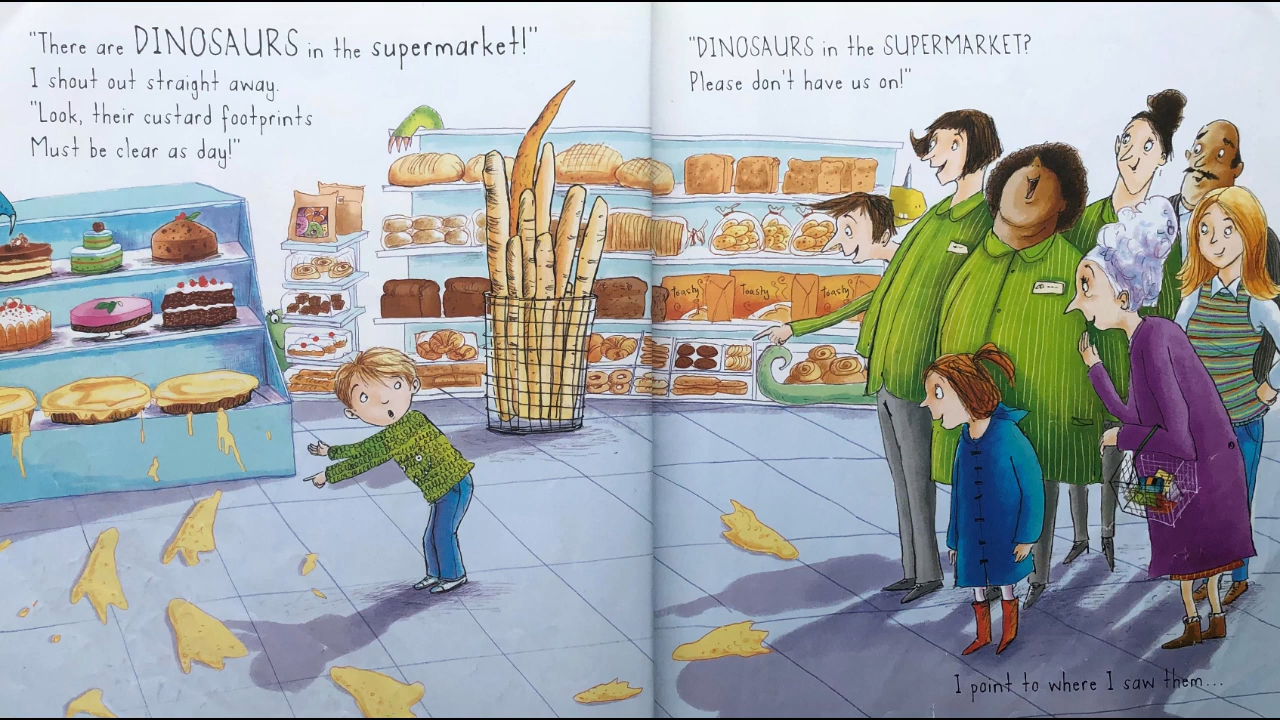 "There are DINOSAURS in the supermarket!"
I shout out straight away.
"Look, their custard footprints
Must be clear as day!"
"DINOSAURS in the SUPERMARKET?
Please don't have us on!"
Toasty Toasty Toasty
I point to where I saw them...